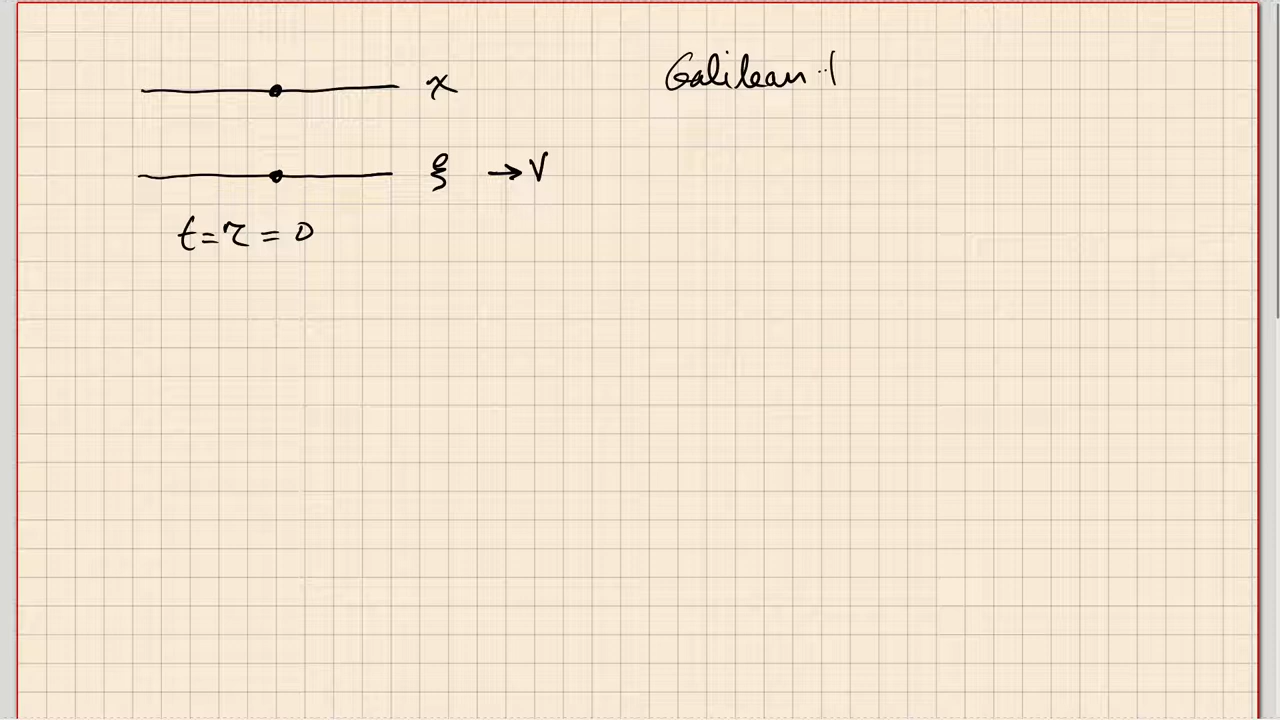 x
Galilean
ξ → V
t = τ = 0